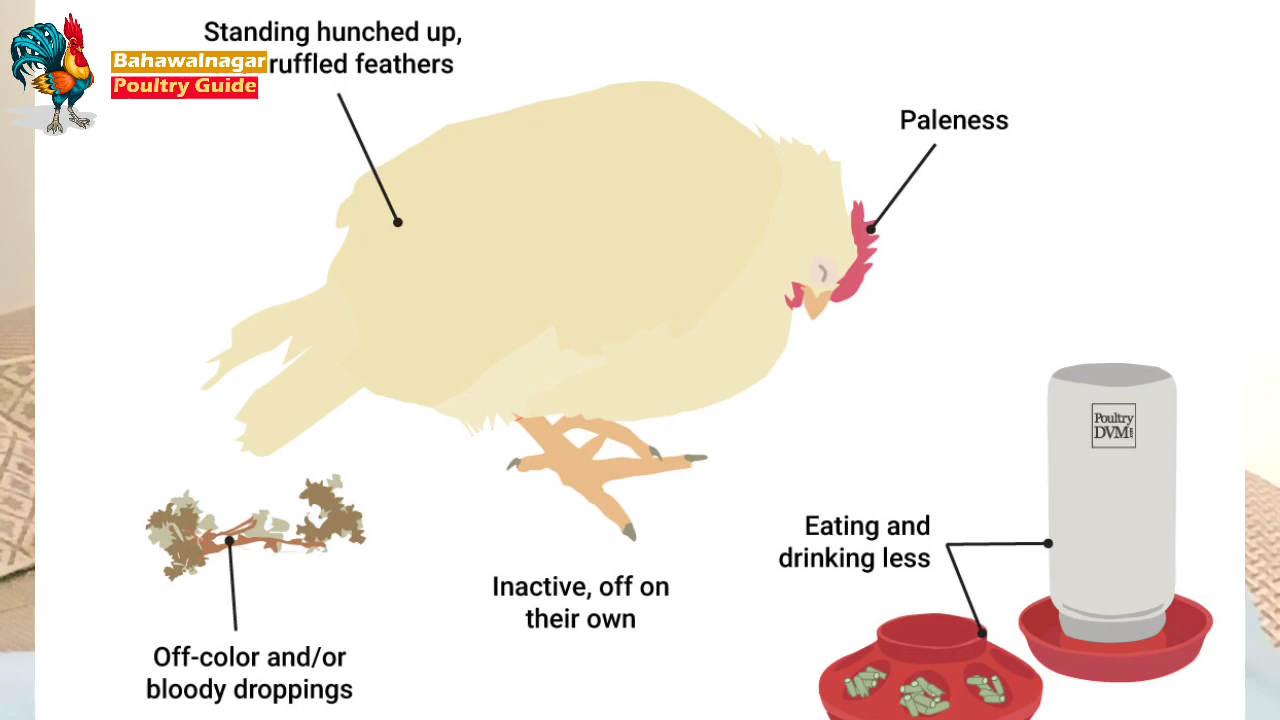 Standing hunched up,
ruffled feathers
Bahawalnagar
Poultry Guide
Paleness
Poultry
DVM
.com
Eating and
drinking less
Inactive, off on
their own
Off-color and/or
bloody droppings